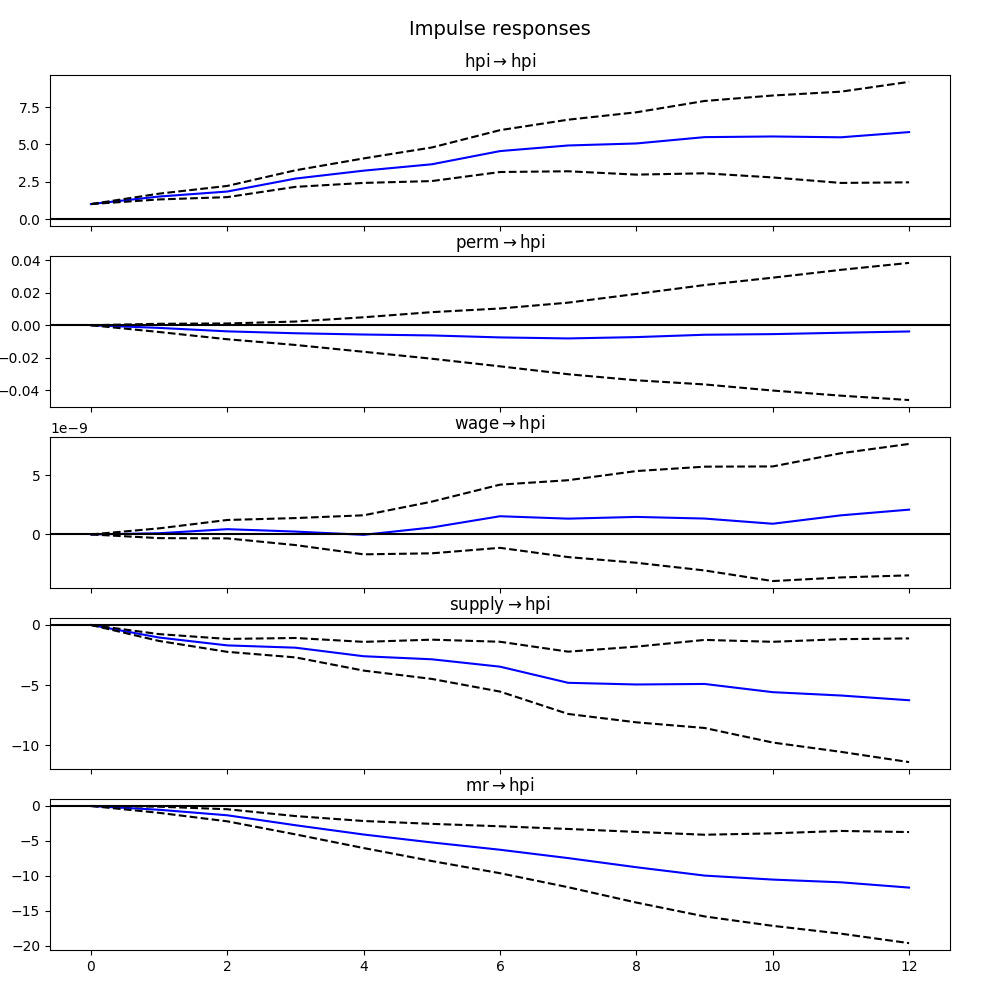 Impulse responses
hpi → hpi
7.5
5.0
2.5
0.0
perm → hpi
0.04
0.02
0.00
−0.02
−0.04
1e−9
wage → hpi
5
0
supply → hpi
0
−5
−10
mr → hpi
0
−5
−10
−15
−20
0 2 4 6 8 10 12